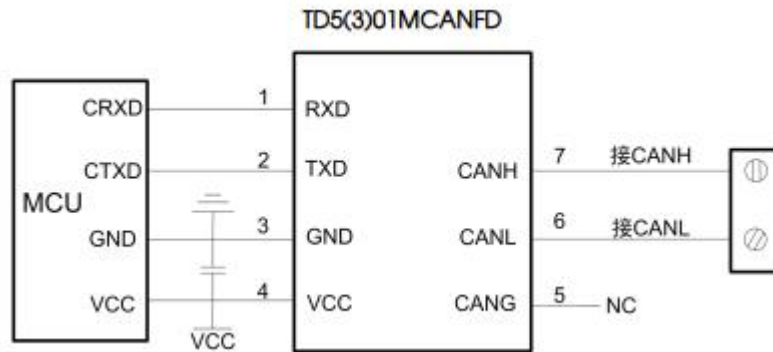 TD5(3)01MCANFD
CRXD 1 RXD
CTXD 2 TXD CANH 7 接CANH
MCU
GND 3 GND CANL 6 接CANL
VCC 4 VCC CANG 5 NC
VCC